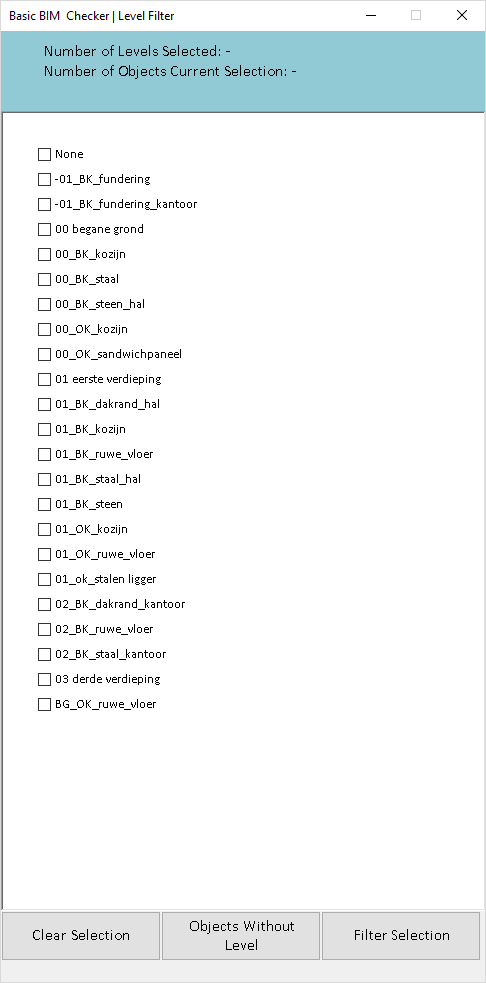 Basic BIM Checker | Level Filter
Number of Levels Selected: -
Number of Objects Current Selection: -
None
-01_BK_fundering
-01_BK_fundering_kantoor
00 begane grond
00_BK_kozijn
00_BK_staal
00_BK_steen_hal
00_OK_kozijn
00_OK_sandwichpaneel
01 eerste verdieping
01_BK_dakrand_hal
01_BK_kozijn
01_BK_ruwe_vloer
01_BK_staal_hal
01_BK_steen
01_OK_kozijn
01_OK_ruwe_vloer
01_ok_stalen ligger
02_BK_dakrand_kantoor
02_BK_ruwe_vloer
02_BK_staal_kantoor
03 derde verdieping
BG_OK_ruwe_vloer
Clear Selection
Objects Without
Level
Filter Selection